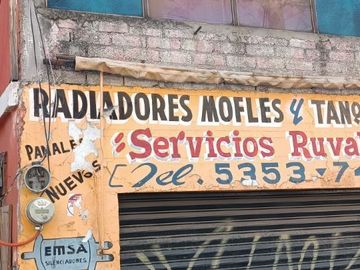 RADIADORES MOFLES Y TANQ
Servicios Ruva
Tel. 5353-7
PANALES
NUEVOS
EMSA
SILENCIADORES